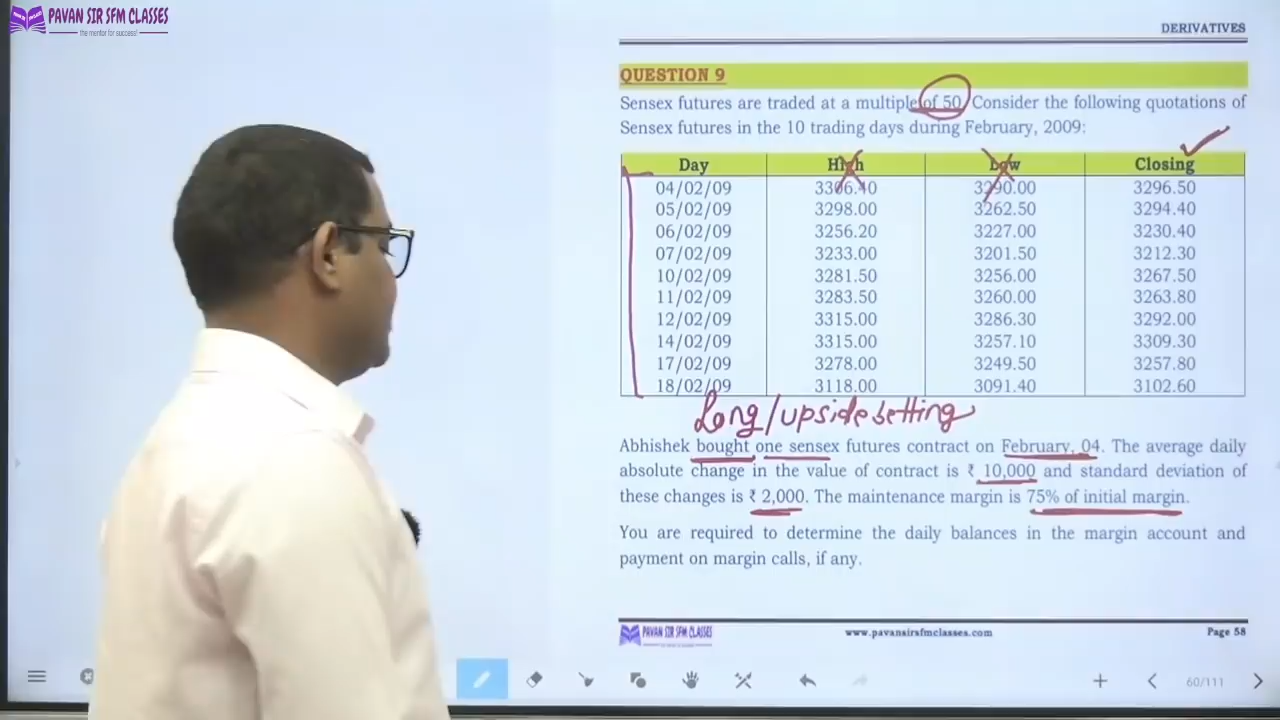 PAVAN SIR SFM CLASSES
the mentor for success!
DERIVATIVES
QUESTION 9
Sensex futures are traded at a multiple of 50. Consider the following quotations of
Sensex futures in the 10 trading days during February, 2009:
Day High Low Closing
04/02/09 3306.40 3290.00 3296.50
05/02/09 3298.00 3262.50 3294.40
06/02/09 3256.20 3227.00 3230.40
07/02/09 3233.00 3201.50 3212.30
10/02/09 3281.50 3256.00 3267.50
11/02/09 3283.50 3260.00 3263.80
12/02/09 3315.00 3286.30 3292.00
14/02/09 3315.00 3257.10 3309.30
17/02/09 3278.00 3249.50 3257.80
18/02/09 3118.00 3091.40 3102.60
Long/upside betting
Abhishek bought one sensex futures contract on February, 04. The average daily
absolute change in the value of contract is ₹ 10,000 and standard deviation of
these changes is ₹ 2,000. The maintenance margin is 75% of initial margin.
You are required to determine the daily balances in the margin account and
payment on margin calls, if any.
PAVAN SIR SFM CLASSES
www.pavansirsfmclasses.com
Page 58
60/111